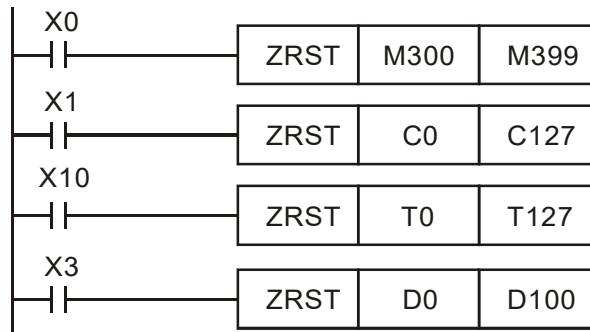 X0
ZRST M300 M399
X1
ZRST C0 C127
X10
ZRST T0 T127
X3
ZRST D0 D100